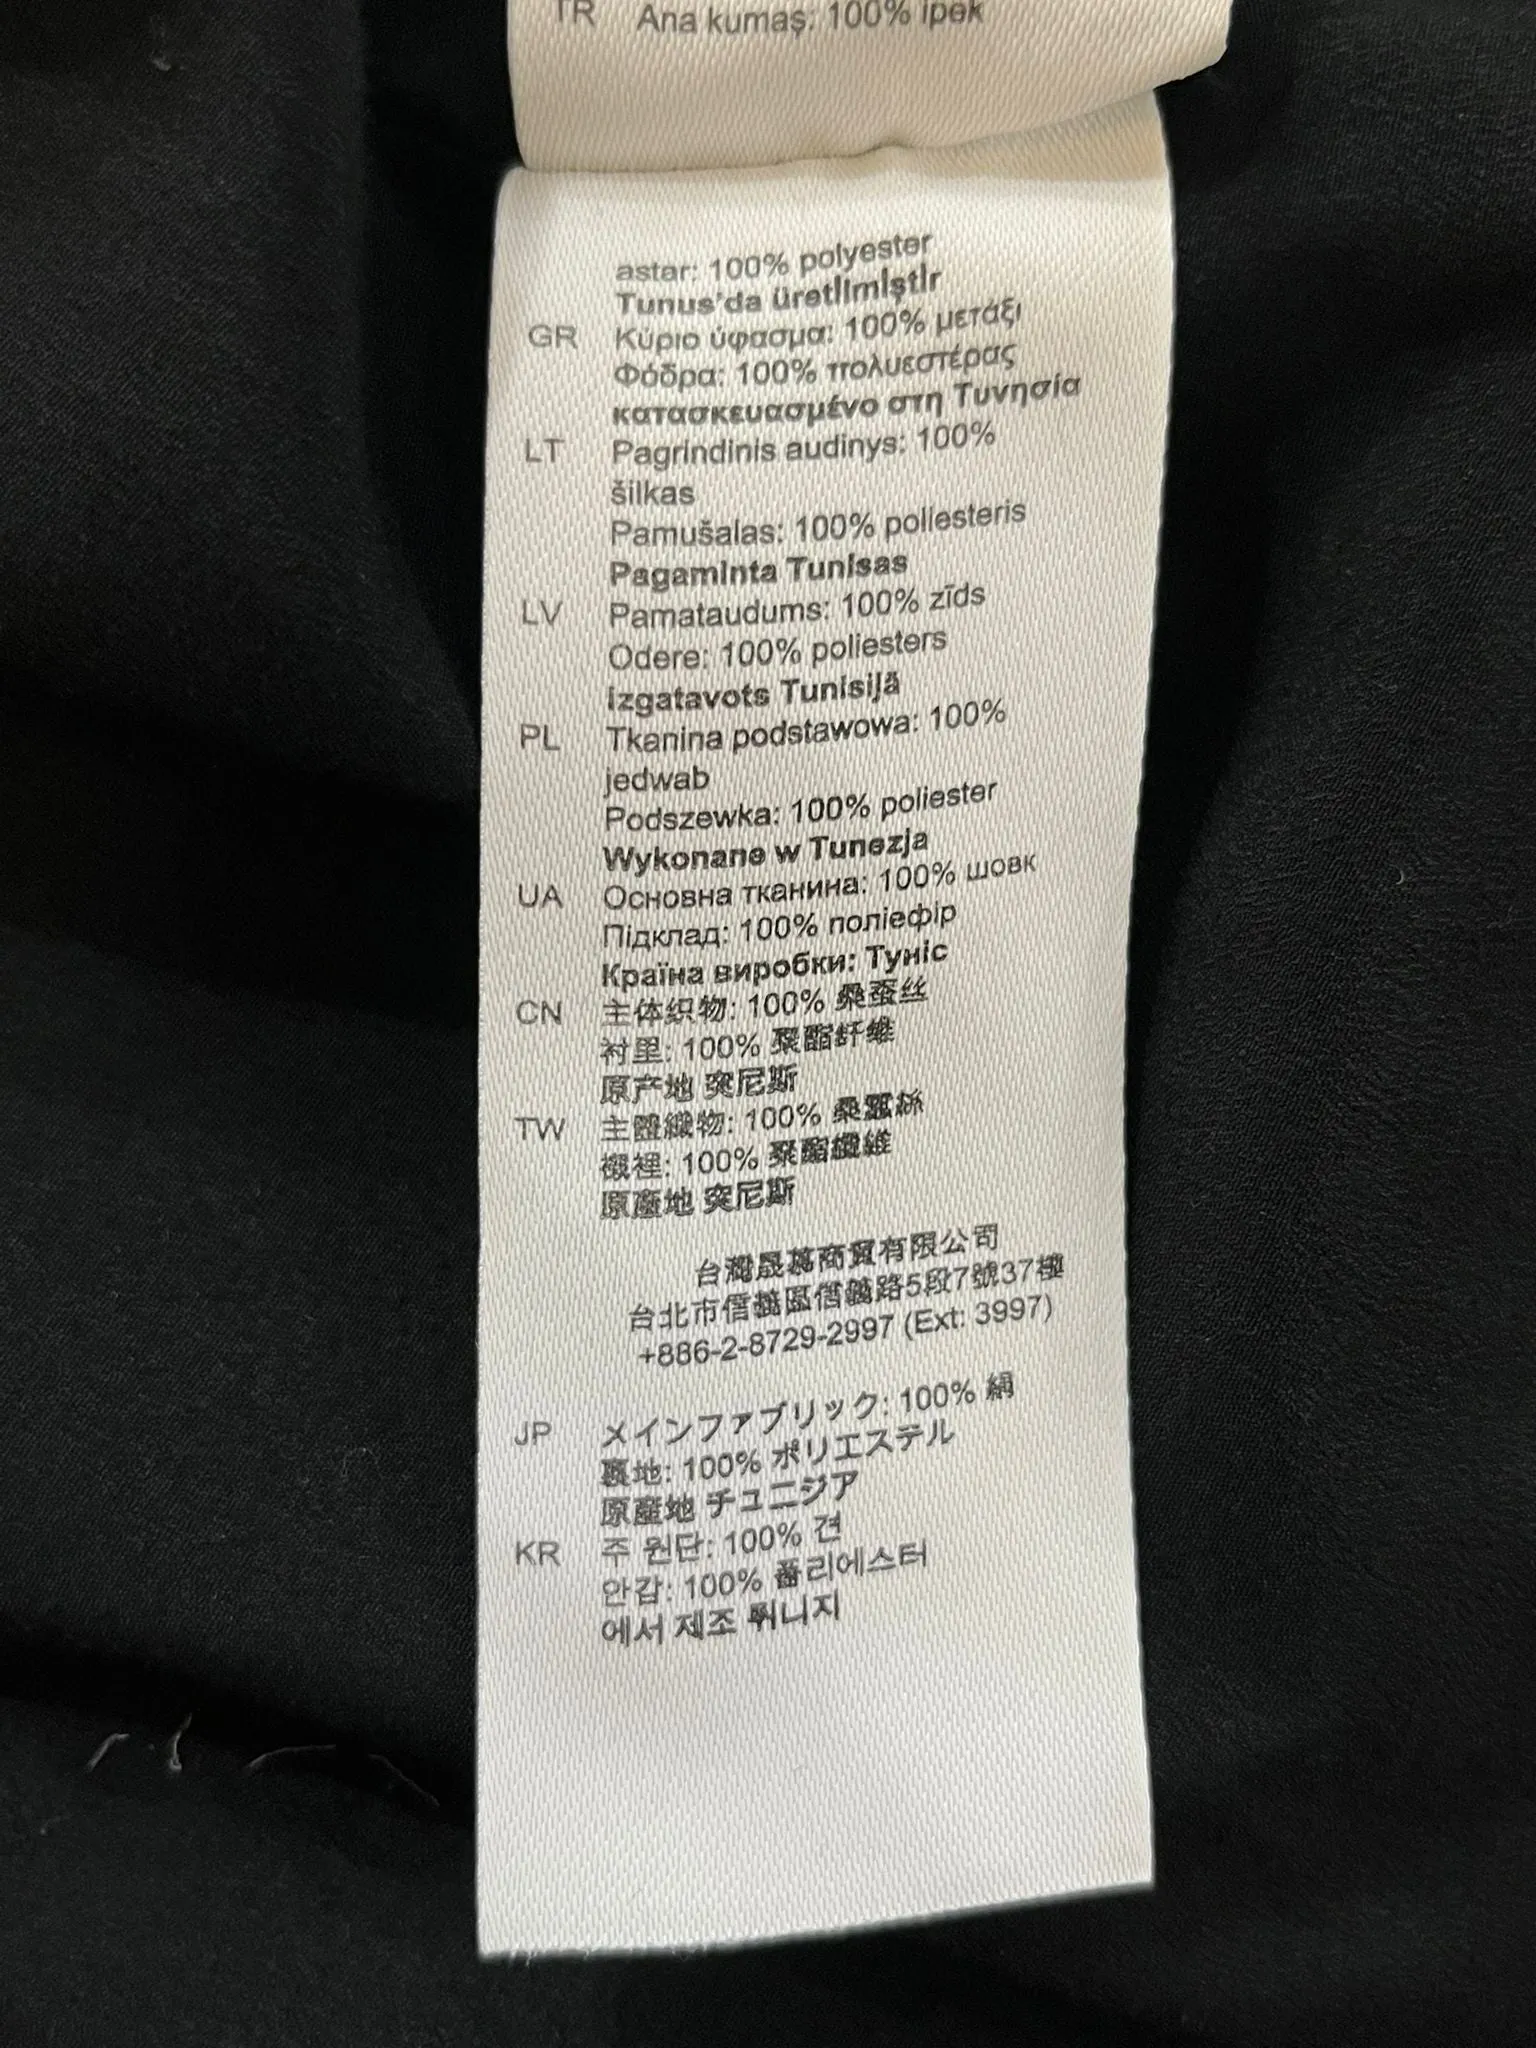 TR Ana kumaş: 100% ipek
astar: 100% polyester
Tunus'da üretilmiştir
GR Κύριο ύφασμα: 100% μετάξι
Φόδρα: 100% πολυεστέρας
κατασκευασμένο στη Τυνησία
LT Pagrindinis audinys: 100%
šilkas
Pamušalas: 100% poliesteris
Pagaminta Tunisas
LV Pamataudums: 100% zīds
Odere: 100% poliesters
izgatavots Tunisijā
PL Tkanina podstawowa: 100%
jedwab
Podszewka: 100% poliester
Wykonane w Tunezja
UA Основна тканина: 100% шовк
Підклад: 100% поліефір
Країна виробки: Туніс
CN 主体织物: 100% 桑蚕丝
衬里: 100% 聚酯纤维
原产地 突尼斯
TW 主體織物: 100% 桑蠶絲
襯裡: 100% 聚酯纖維
原產地 突尼斯
台灣晟慕商貿有限公司
台北市信義區信義路5段7號37樓
+886-2-8729-2997 (Ext: 3997)
JP メインファブリック: 100% 絹
裏地: 100% ポリエステル
原産地 チュニジア
KR 주 원단: 100% 견
안감: 100% 폴리에스터
에서 제조 튀니지